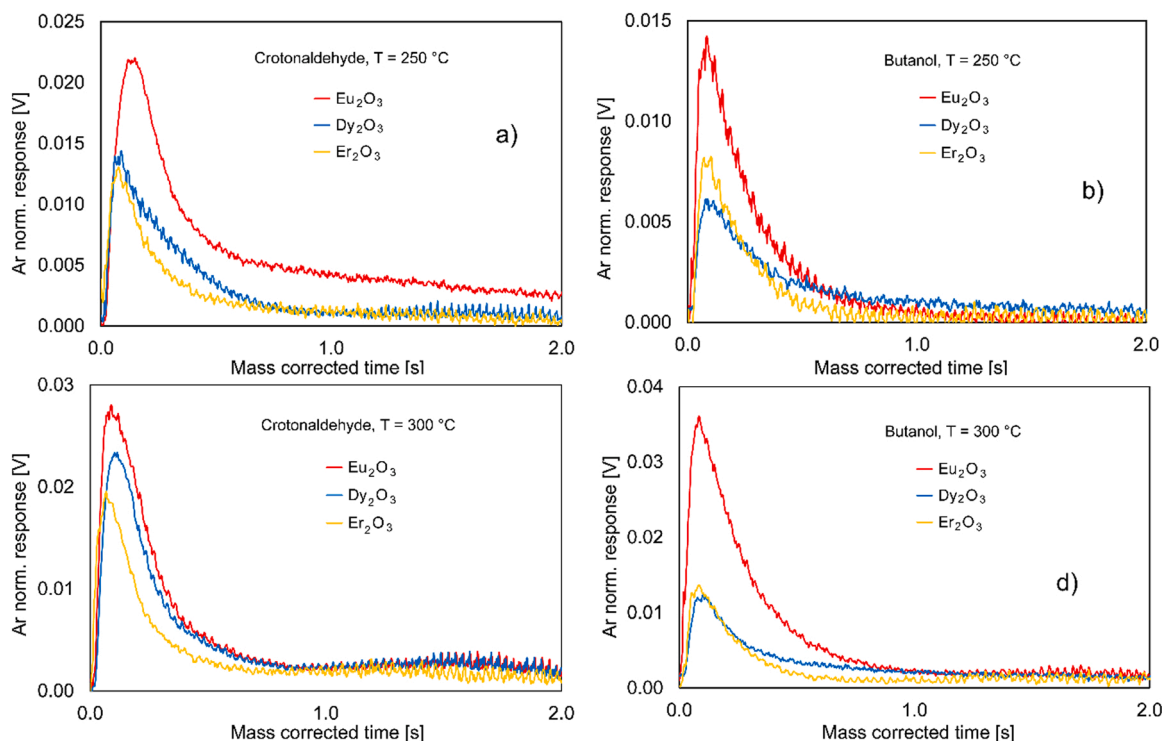 Ar norm. response [V]
0.025
0.020
0.015
0.010
0.005
0.000
Crotonaldehyde, T = 250 °C
Eu₂O₃
Dy₂O₃
Er₂O₃
a)
0.0 1.0 2.0
Mass corrected time [s]
Ar norm. response [V]
0.015
0.010
0.005
0.000
Butanol, T = 250 °C
Eu₂O₃
Dy₂O₃
Er₂O₃
b)
0.0 1.0 2.0
Mass corrected time [s]
Ar norm. response [V]
0.03
0.02
0.01
0.00
Crotonaldehyde, T = 300 °C
Eu₂O₃
Dy₂O₃
Er₂O₃
0.0 1.0 2.0
Mass corrected time [s]
Ar norm. response [V]
0.04
0.03
0.02
0.01
0.00
Butanol, T = 300 °C
Eu₂O₃
Dy₂O₃
Er₂O₃
d)
0.0 1.0 2.0
Mass corrected time [s]